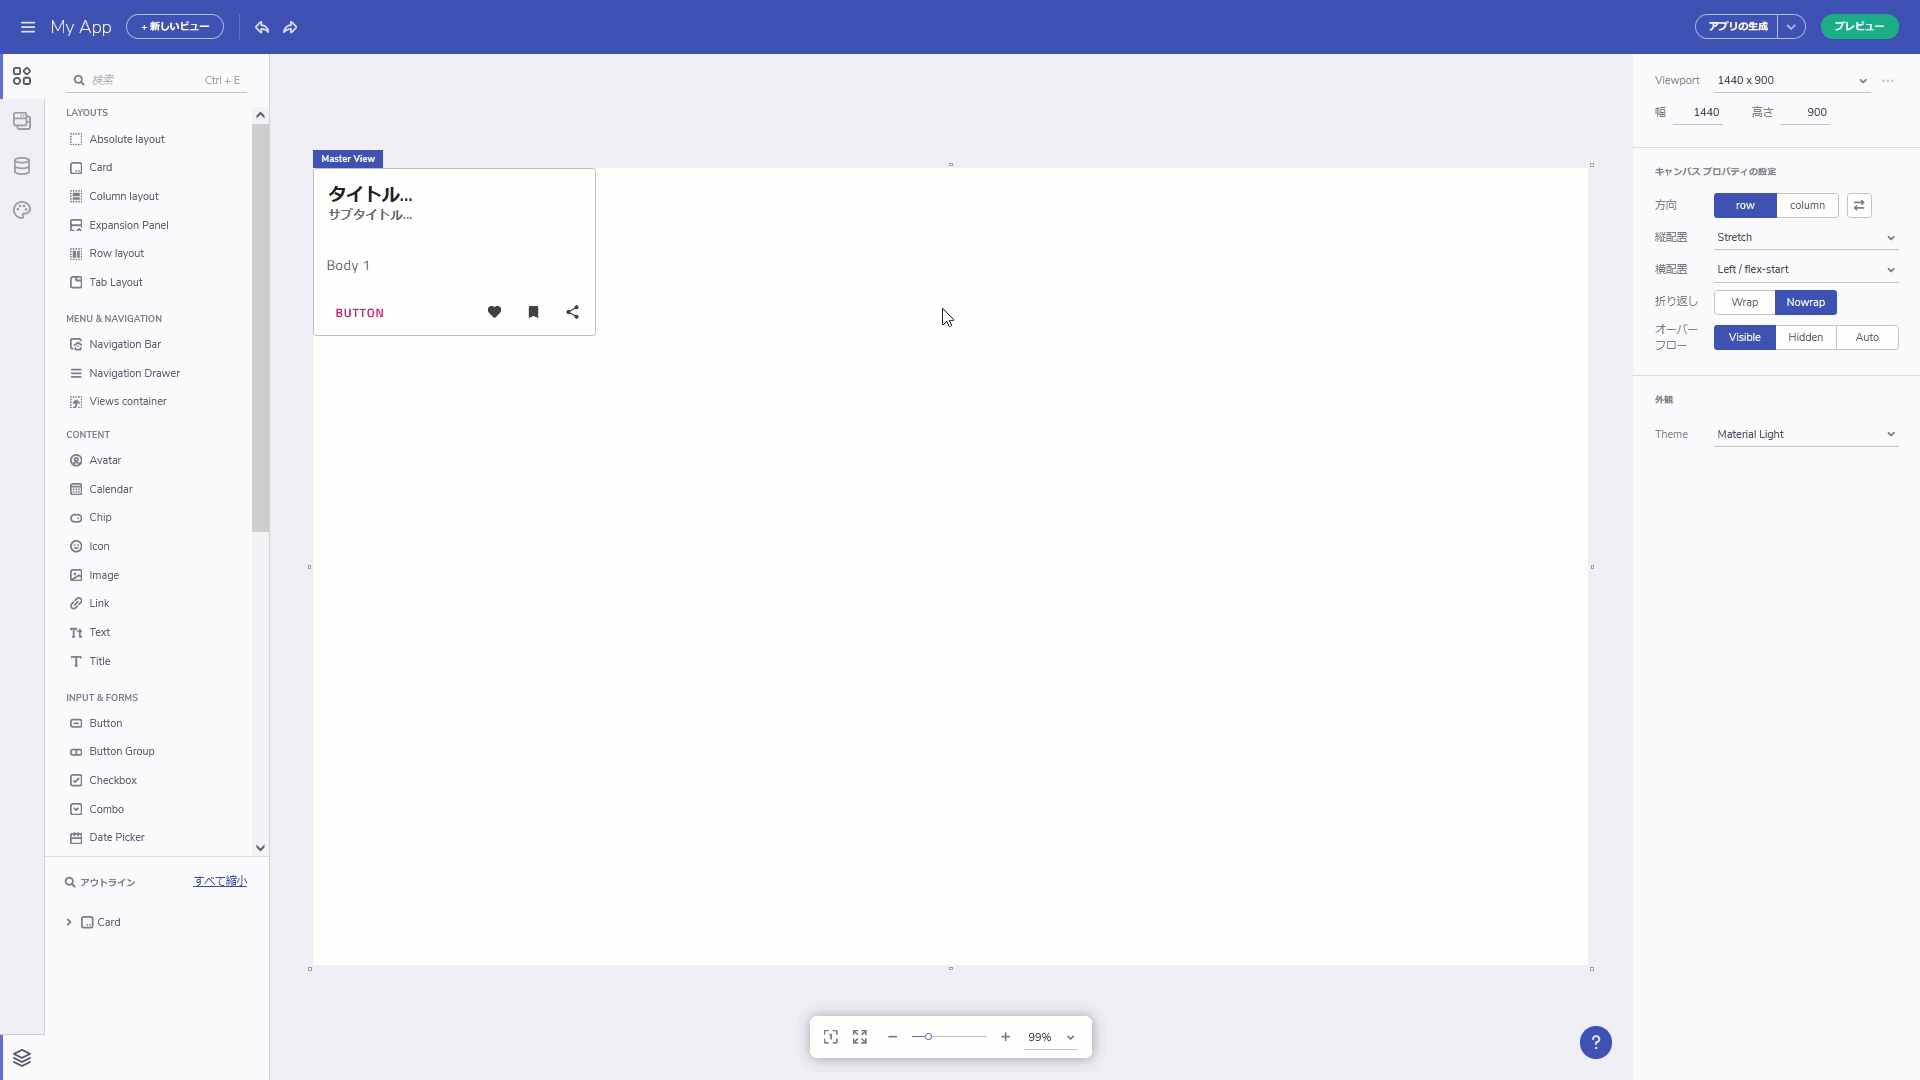 My App
+ 新しいビュー
アプリの生成
プレビュー
検索
Ctrl + E
LAYOUTS
Absolute layout
Card
Column layout
Expansion Panel
Row layout
Tab Layout
MENU & NAVIGATION
Navigation Bar
Navigation Drawer
Views container
CONTENT
Avatar
Calendar
Chip
Icon
Image
Link
Text
Title
INPUT & FORMS
Button
Button Group
Checkbox
Combo
Date Picker
アウトライン
すべて縮小
Card
Master View
タイトル...
サブタイトル...
Body 1
BUTTON
99%
?
Viewport
1440 x 900
幅
1440
高さ
900
キャンバス プロパティの設定
方向
row
column
縦配置
Stretch
横配置
Left / flex-start
折り返し
Wrap
Nowrap
オーバー
フロー
Visible
Hidden
Auto
外観
Theme
Material Light